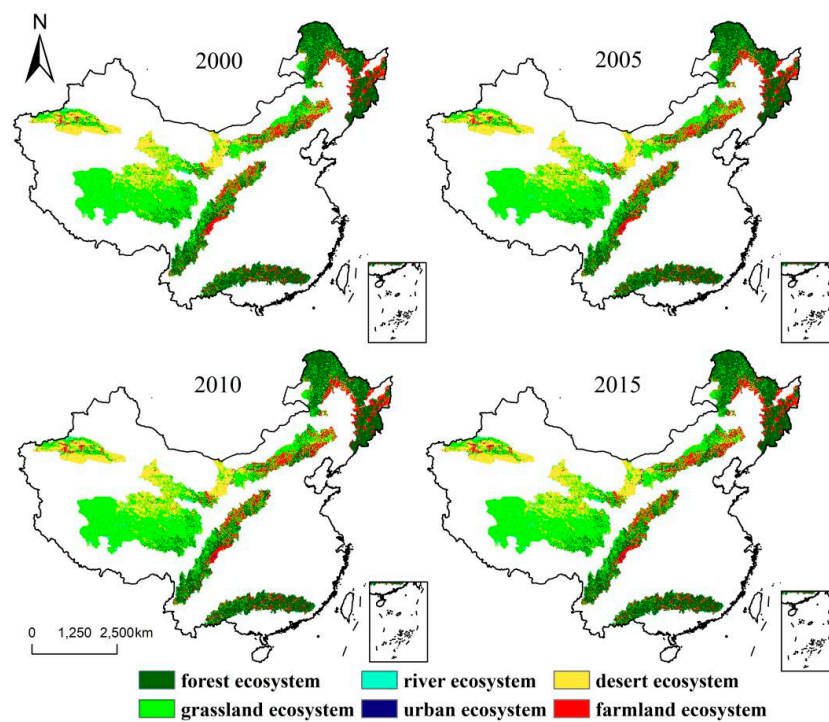 N
2000
2005
2010
2015
0 1,250 2,500km
forest ecosystem river ecosystem desert ecosystem
grassland ecosystem urban ecosystem farmland ecosystem